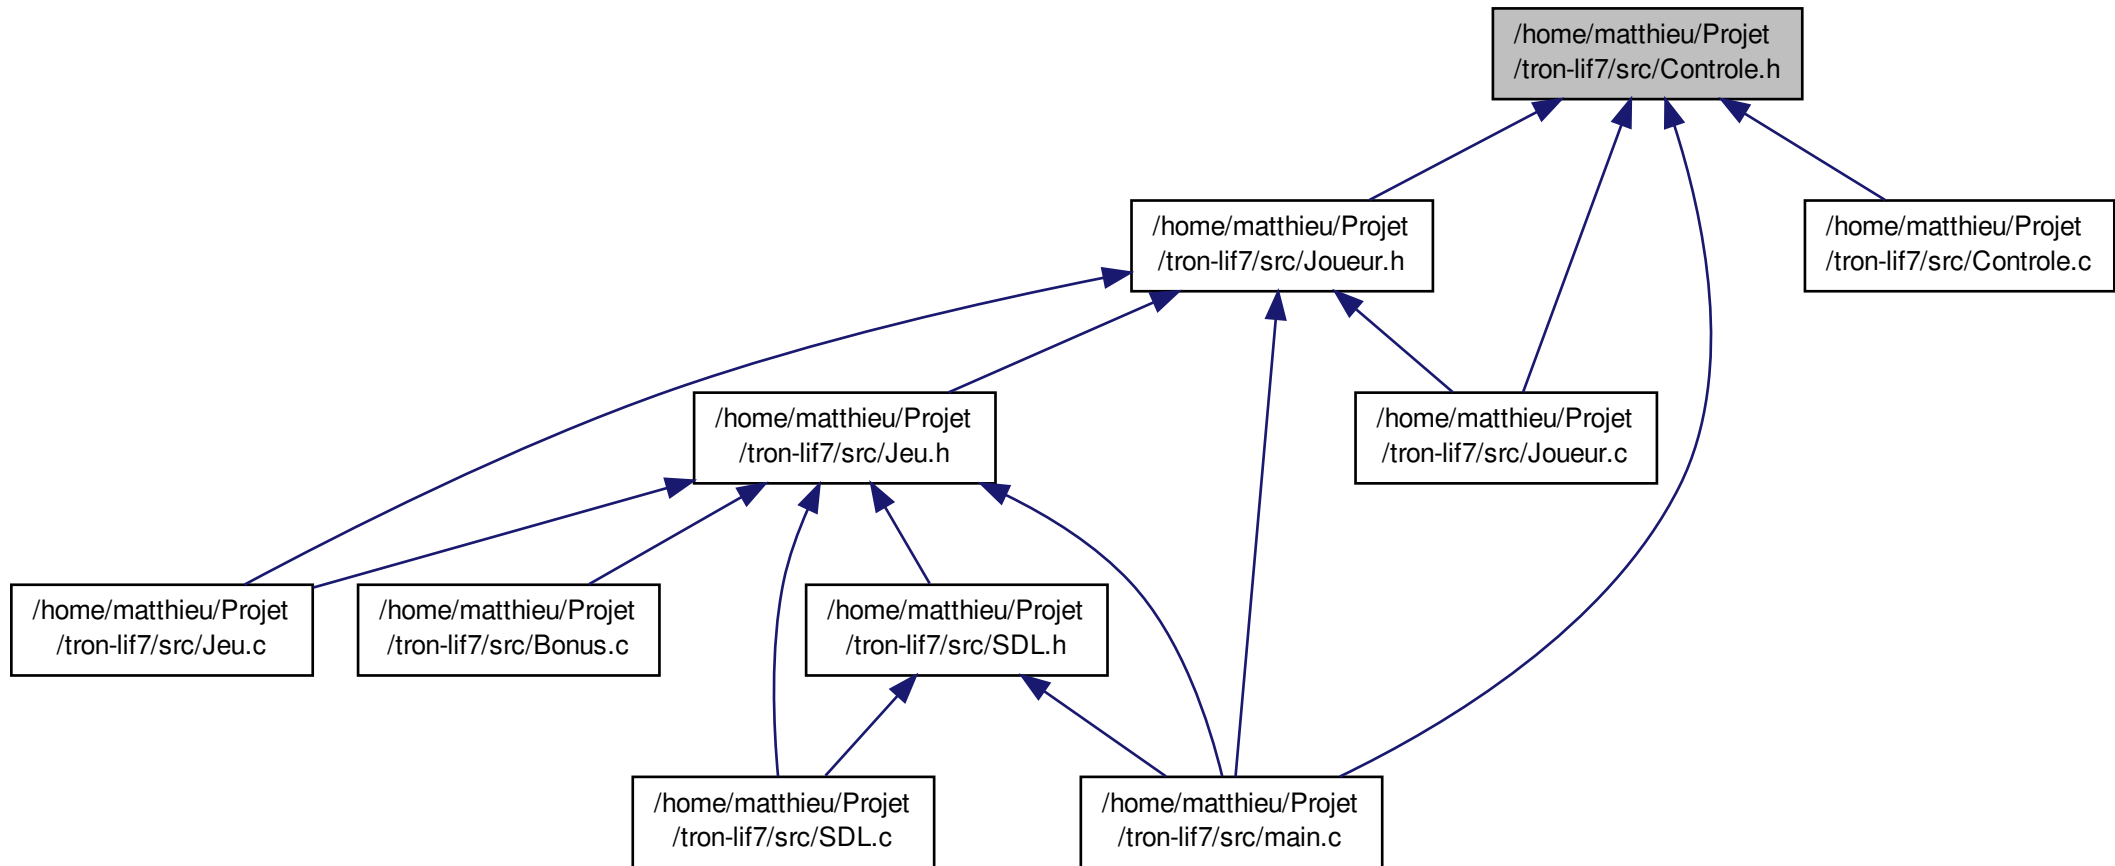 /home/matthieu/Projet
/tron-lif7/src/Controle.h
/home/matthieu/Projet
/tron-lif7/src/Joueur.h
/home/matthieu/Projet
/tron-lif7/src/Controle.c
/home/matthieu/Projet
/tron-lif7/src/Jeu.h
/home/matthieu/Projet
/tron-lif7/src/Joueur.c
/home/matthieu/Projet
/tron-lif7/src/Jeu.c
/home/matthieu/Projet
/tron-lif7/src/Bonus.c
/home/matthieu/Projet
/tron-lif7/src/SDL.h
/home/matthieu/Projet
/tron-lif7/src/SDL.c
/home/matthieu/Projet
/tron-lif7/src/main.c